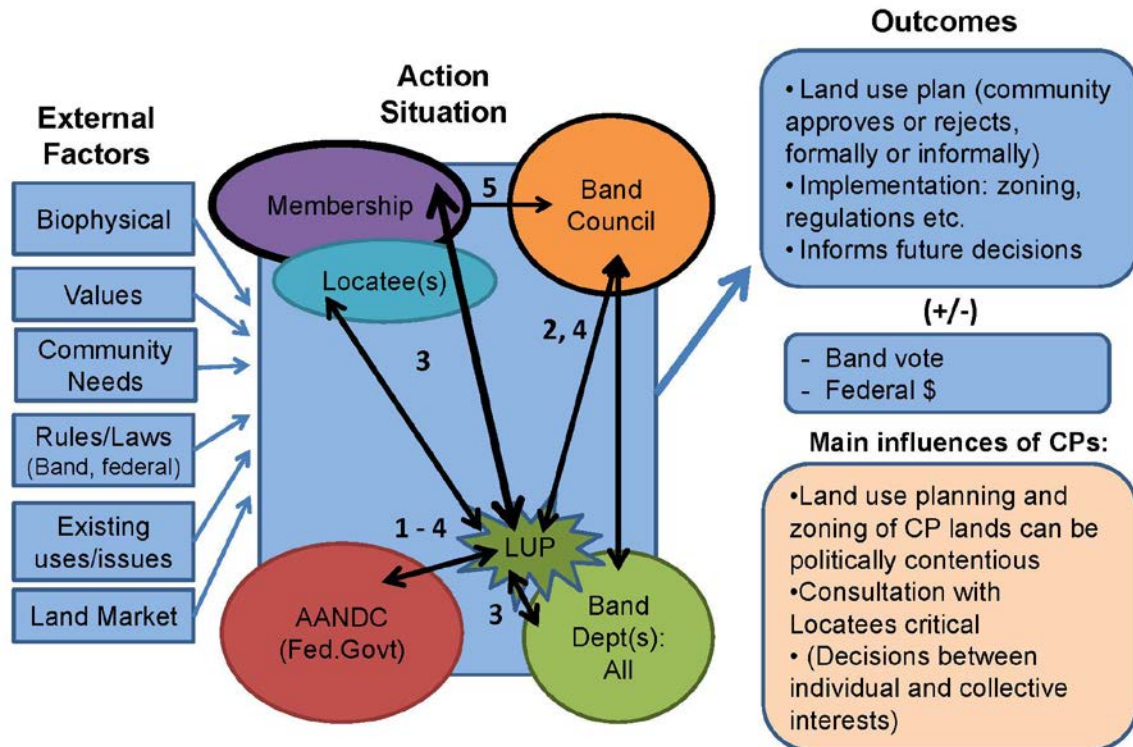 External
Factors
Biophysical
Values
Community
Needs
Rules/Laws
(Band, federal)
Existing
uses/issues
Land Market
Action
Situation
Membership
5
Band
Council
Locatee(s)
3
2, 4
1 - 4
LUP
AANDC
(Fed.Govt)
3
Band
Dept(s):
All
Outcomes
• Land use plan (community
approves or rejects,
formally or informally)
• Implementation: zoning,
regulations etc.
• Informs future decisions
(+/-)
- Band vote
- Federal $
Main influences of CPs:
•Land use planning and
zoning of CP lands can be
politically contentious
•Consultation with
Locatees critical
• (Decisions between
individual and collective
interests)